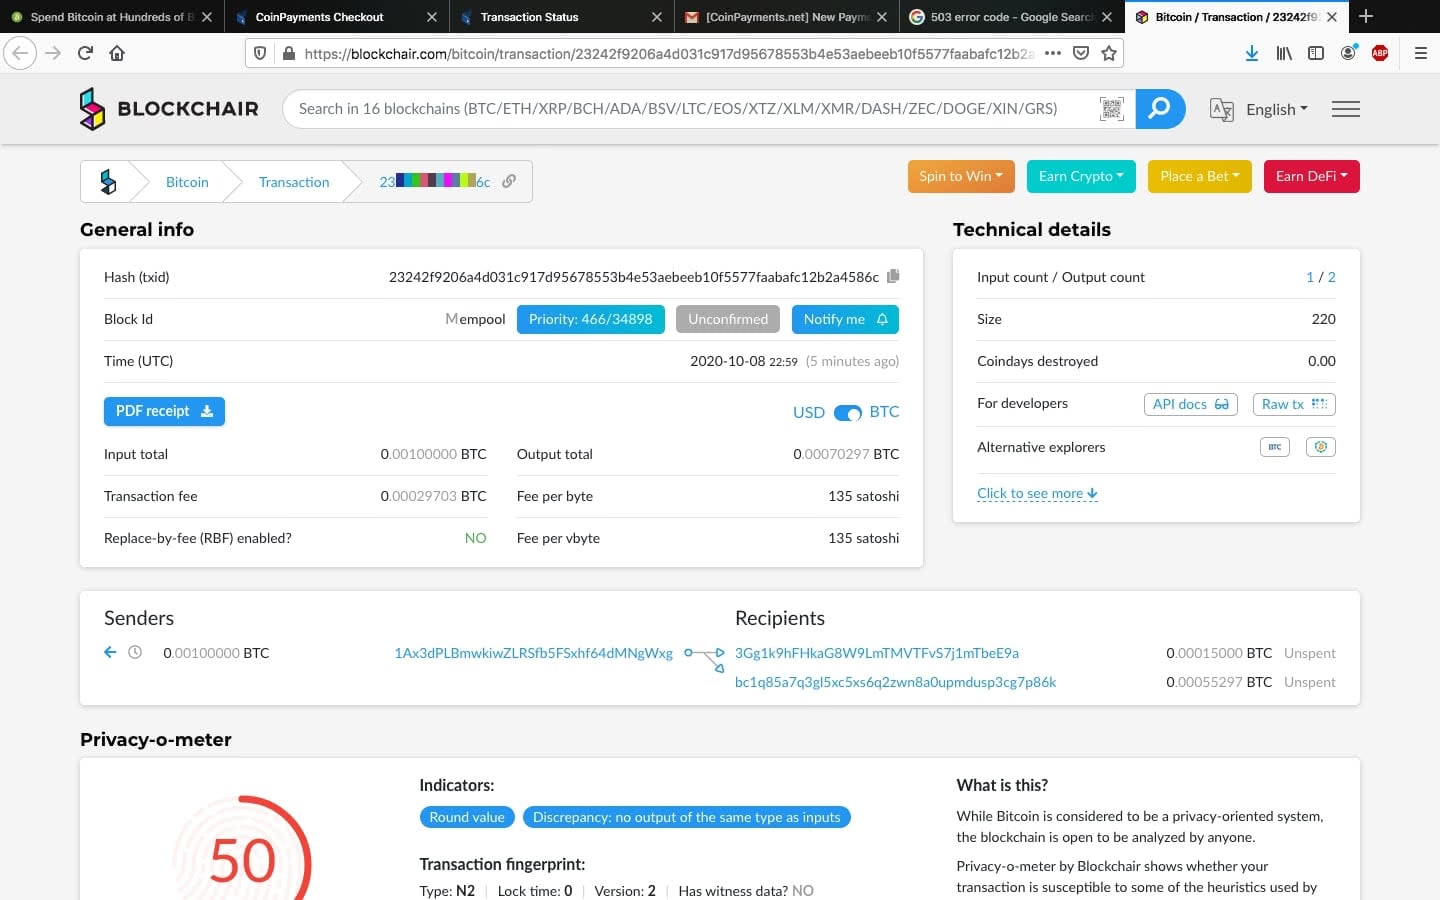 Spend Bitcoin at Hundreds of B
CoinPayments Checkout
Transaction Status
[CoinPayments.net] New Payme
503 error code - Google Search
Bitcoin / Transaction / 23242f9
https://blockchair.com/bitcoin/transaction/23242f9206a4d031c917d95678553b4e53aebeeb10f5577faabafc12b2a
ABP
BLOCKCHAIR
Search in 16 blockchains (BTC/ETH/XRP/BCH/ADA/BSV/LTC/EOS/XTZ/XLM/XMR/DASH/ZEC/DOGE/XIN/GRS)
English
Bitcoin
Transaction
23 6c
Spin to Win
Earn Crypto
Place a Bet
Earn DeFi
General info
Hash (txid) 23242f9206a4d031c917d95678553b4e53aebeeb10f5577faabafc12b2a4586c
Block Id Mempool Priority: 466/34898 Unconfirmed Notify me
Time (UTC) 2020-10-08 22:59 (5 minutes ago)
PDF receipt USD BTC
Input total 0.00100000 BTC Output total 0.00070297 BTC
Transaction fee 0.00029703 BTC Fee per byte 135 satoshi
Replace-by-fee (RBF) enabled? NO Fee per vbyte 135 satoshi
Technical details
Input count / Output count 1 / 2
Size 220
Coindays destroyed 0.00
For developers API docs Raw tx
Alternative explorers BTC
Click to see more
Senders
0.00100000 BTC 1Ax3dPLBmwkiwZLRSfb5FSxhf64dMNgWxg
Recipients
3Gg1k9hFHkaG8W9LmTMVTFvS7j1mTbeE9a 0.00015000 BTC Unspent
bc1q85a7q3gl5xc5xs6q2zwn8a0upmdusp3cg7p86k 0.00055297 BTC Unspent
Privacy-o-meter
50
Indicators:
Round value Discrepancy: no output of the same type as inputs
Transaction fingerprint:
Type: N2 | Lock time: 0 | Version: 2 | Has witness data? NO
What is this?
While Bitcoin is considered to be a privacy-oriented system,
the blockchain is open to be analyzed by anyone.
Privacy-o-meter by Blockchair shows whether your
transaction is susceptible to some of the heuristics used by